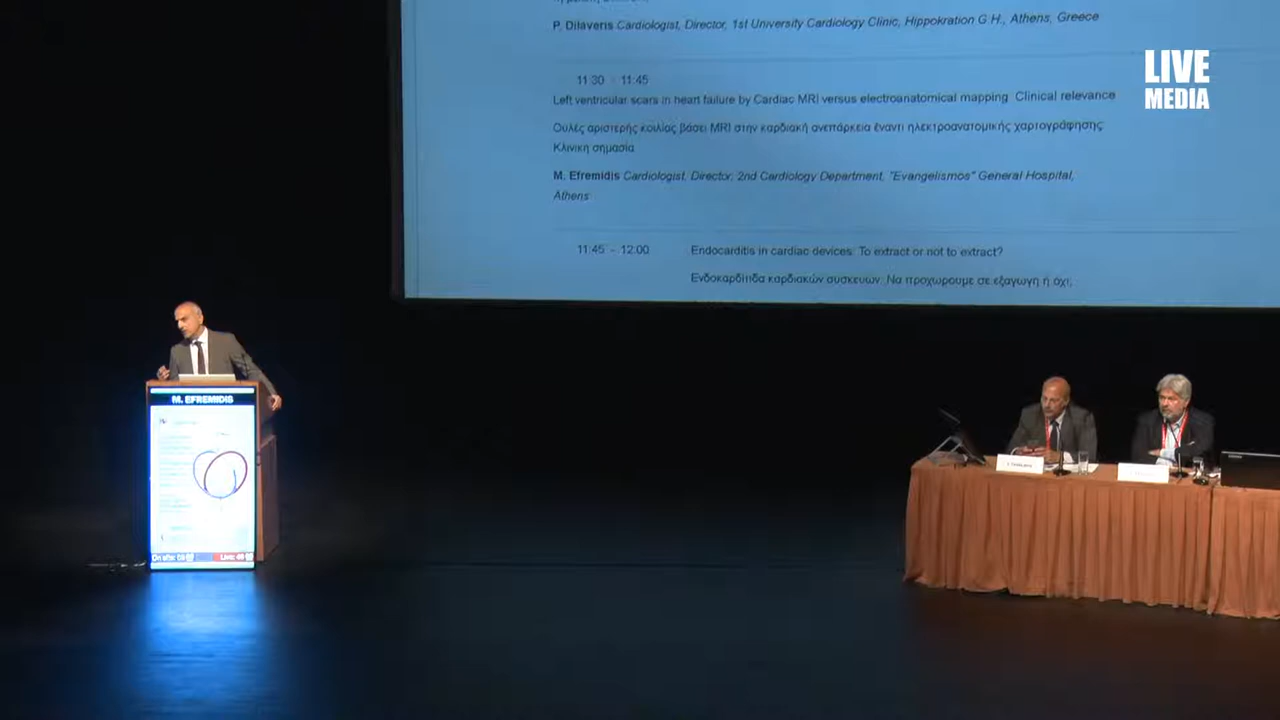 P. Dilaveris Cardiologist, Director, 1st University Cardiology Clinic, Hippokration G.H., Athens, Greece
LIVE
MEDIA
11:30 - 11:45
Left ventricular scars in heart failure by Cardiac MRI versus electroanatomical mapping. Clinical relevance
Ουλές αριστερής κοιλίας βάσει MRI στην καρδιακή ανεπάρκεια έναντι ηλεκτροανατομικής χαρτογράφησης.
Κλινική σημασία
M. Efremidis Cardiologist, Director, 2nd Cardiology Department, "Evangelismos" General Hospital,
Athens
11:45 - 12:00 Endocarditis in cardiac devices: To extract or not to extract?
Ενδοκαρδίτιδα καρδιακών συσκευών: Να προχωρούμε σε εξαγωγή ή όχι;
M. EFREMIDIS